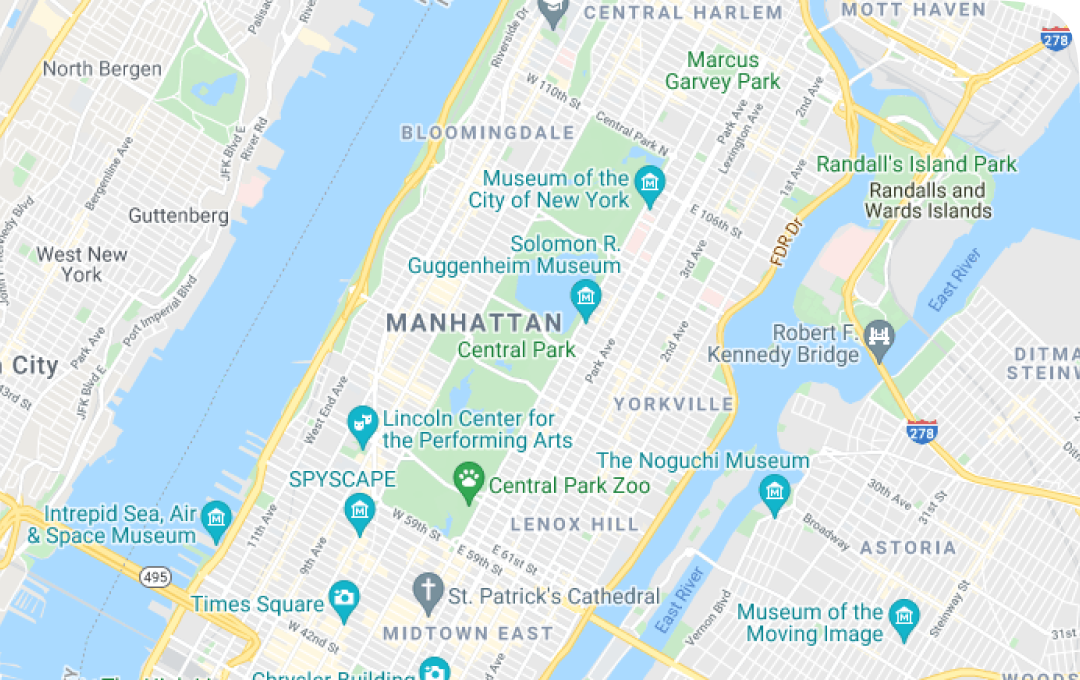 CENTRAL HARLEM
MOTT HAVEN
Riverside Dr
278
North Bergen
Marcus
Garvey Park
W 110th St
2nd Ave
Park Ave
Lexington Ave
Central Park N
BLOOMINGDALE
JFK Blvd E
River Rd
Bergenline Ave
Randall's Island Park
Randalls and
Wards Islands
Museum of the
City of New York
1st Ave
Guttenberg
E 106th St
FDR Dr
Solomon R.
Guggenheim Museum
3rd Ave
West New
York
East River
Port Imperial Blvd
MANHATTAN
Central Park
Park Ave
2nd Ave
Robert F.
Kennedy Bridge
Park Ave
City
JFK Blvd E
43rd St
West End Ave
YORKVILLE
Lincoln Center for
the Performing Arts
278
The Noguchi Museum
SPYSCAPE
Central Park Zoo
30th Ave
31st St
Intrepid Sea, Air
& Space Museum
11th Ave
W 59th St
LENOX HILL
Broadway
ASTORIA
9th Ave
E 59th St
E 61st St
495
Times Square
St. Patrick's Cathedral
East River
Vernon Blvd
Museum of the
Moving Image
Steinway St
W 42nd St
MIDTOWN EAST
31st
Chrysler Building